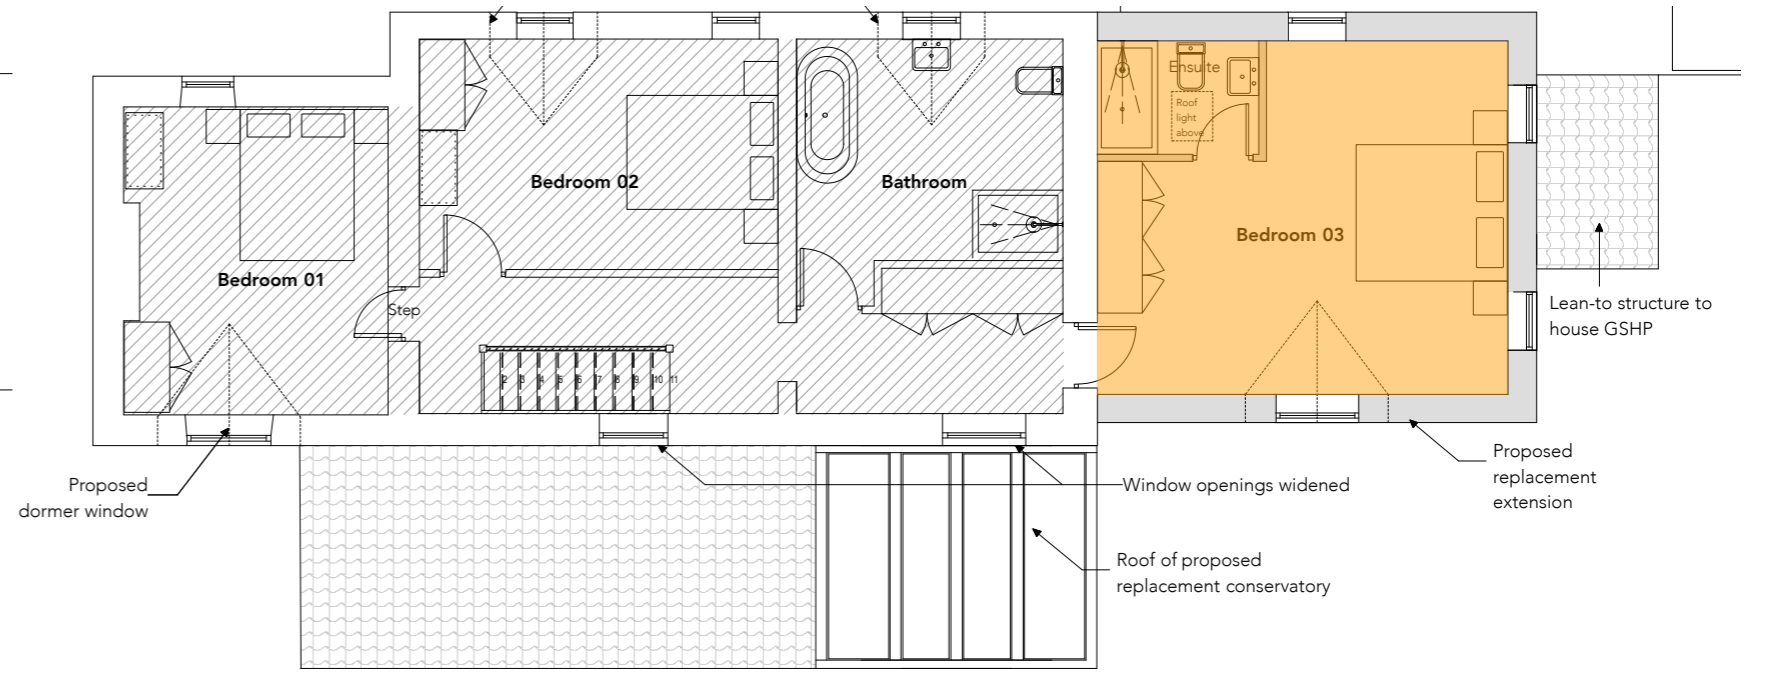 Ensuite
Roof
light
above
Bedroom 02
Bathroom
Bedroom 03
Bedroom 01
Step
2 3 4 5 6 7 8 9 10 11
Lean-to structure to
house GSHP
Proposed
dormer window
Window openings widened
Proposed
replacement
extension
Roof of proposed
replacement conservatory